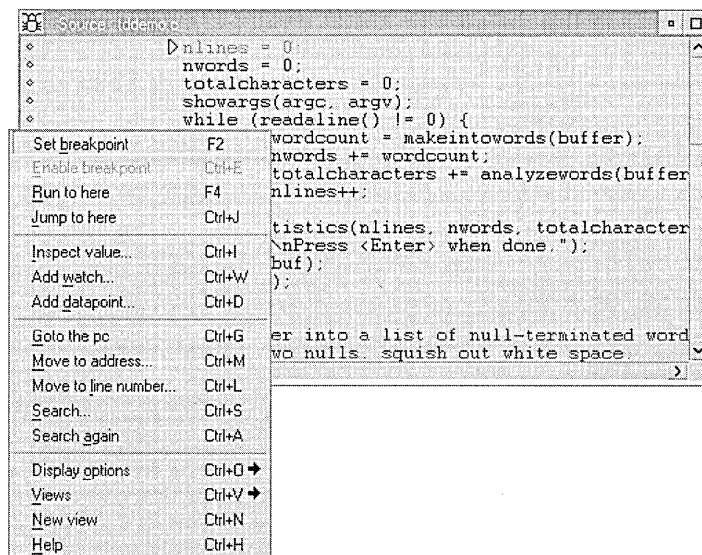 Source - tddemo.c
nlines = 0;
nwords = 0;
totalcharacters = 0;
showargs(argc, argv);
while (readaline() != 0) {
wordcount = makeintowords(buffer);
nwords += wordcount;
totalcharacters += analyzewords(buffer
nlines++;
tistics(nlines, nwords, totalcharacter
\nPress <Enter> when done.");
buf);
);
er into a list of null-terminated word
wo nulls, squish out white space
Set breakpoint F2
Enable breakpoint Ctrl+E
Run to here F4
Jump to here Ctrl+J
Inspect value... Ctrl+I
Add watch... Ctrl+W
Add datapoint... Ctrl+D
Goto the pc Ctrl+G
Move to address... Ctrl+M
Move to line number... Ctrl+L
Search... Ctrl+S
Search again Ctrl+A
Display options Ctrl+O
Views Ctrl+V
New view Ctrl+N
Help Ctrl+H